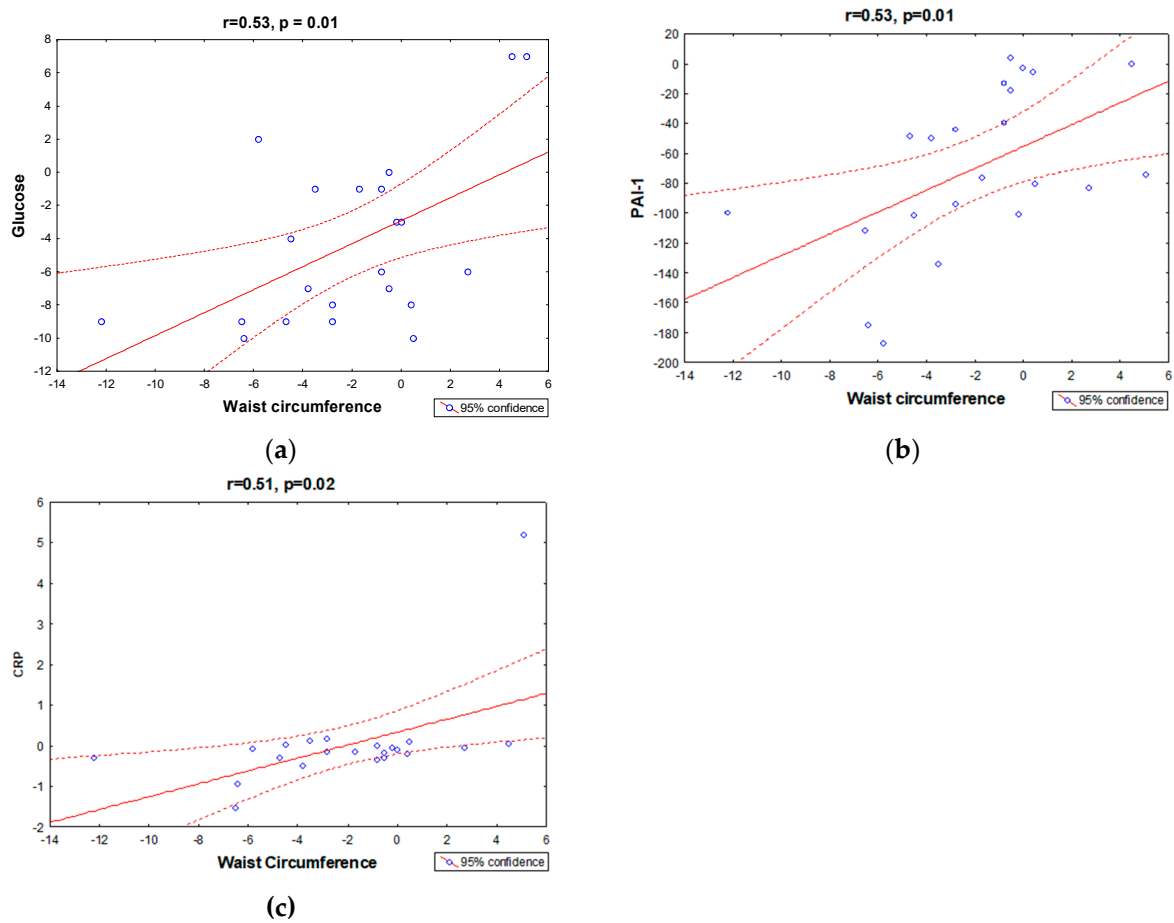 r=0.53, p = 0.01
8
6
4
2
0
-2
-4
-6
-8
-10
-12
Glucose
-14 -12 -10 -8 -6 -4 -2 0 2 4 6
Waist circumference
95% confidence
(a)
r=0.53, p=0.01
20
0
-20
-40
-60
-80
-100
-120
-140
-160
-180
-200
PAI-1
-14 -12 -10 -8 -6 -4 -2 0 2 4 6
Waist circumference
95% confidence
(b)
r=0.51, p=0.02
6
5
4
3
2
1
0
-1
-2
CRP
-14 -12 -10 -8 -6 -4 -2 0 2 4 6
Waist Circumference
95% confidence
(c)